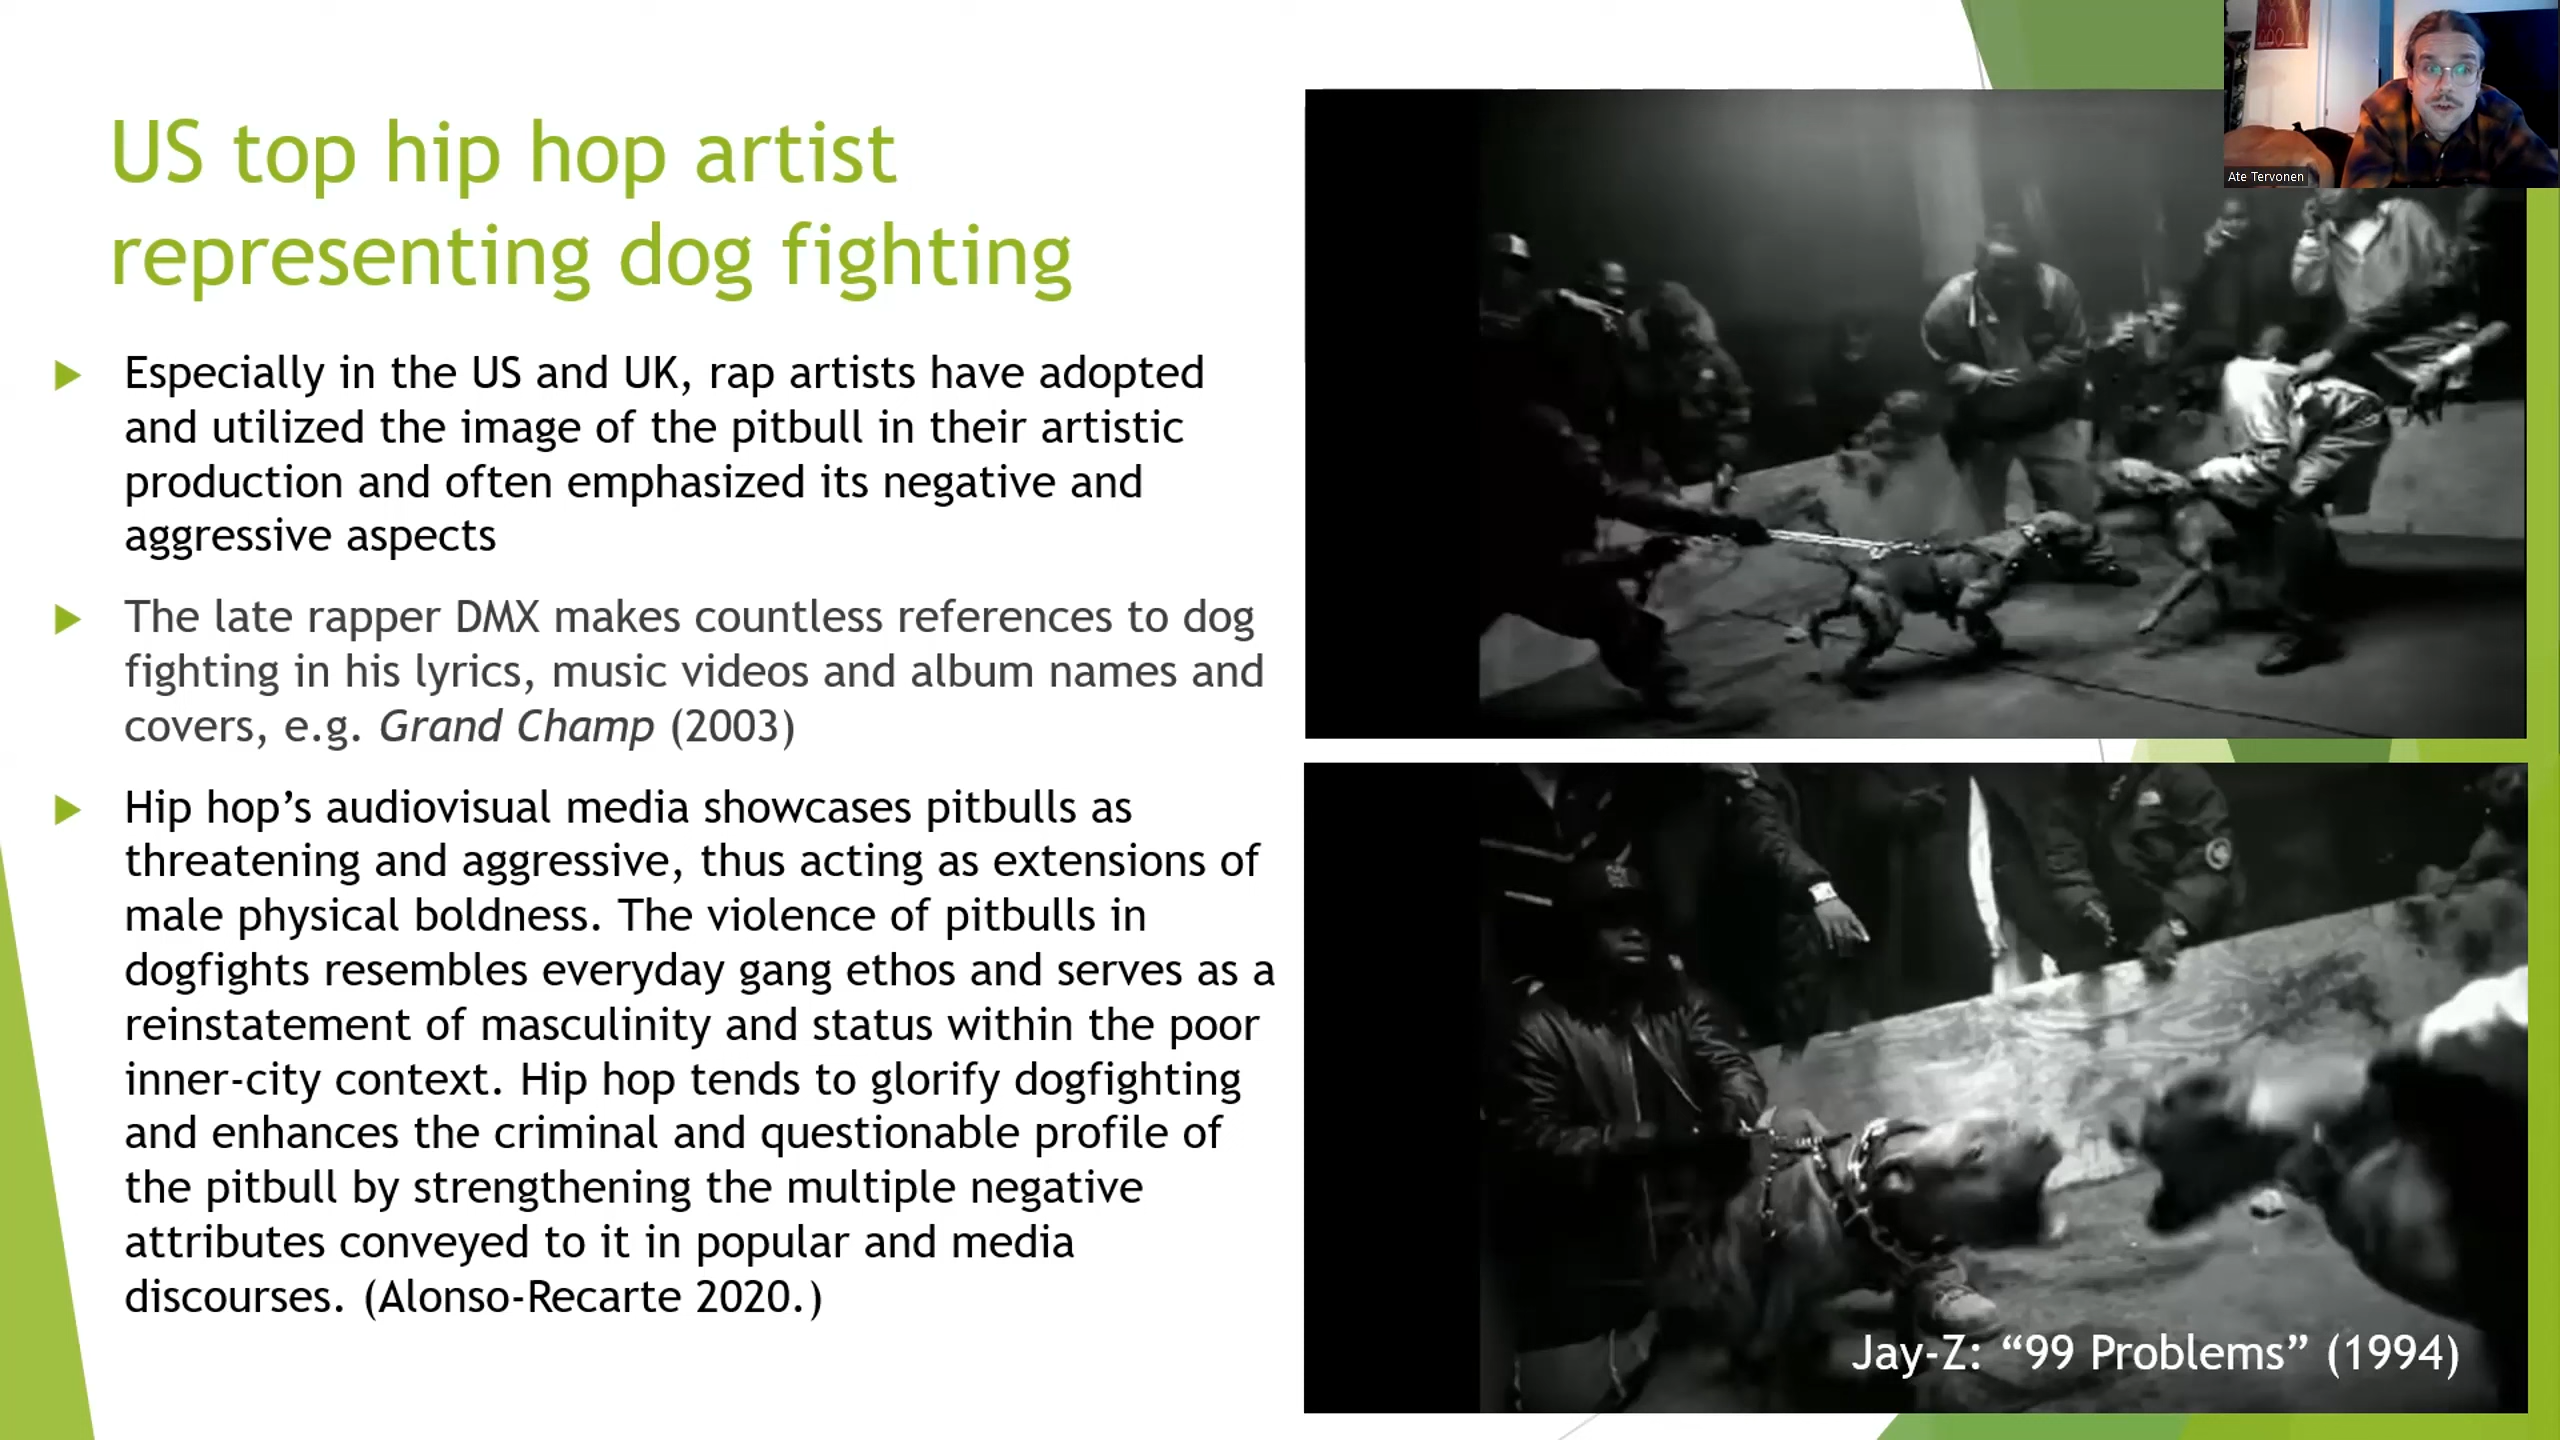 US top hip hop artist
representing dog fighting
Especially in the US and UK, rap artists have adopted
and utilized the image of the pitbull in their artistic
production and often emphasized its negative and
aggressive aspects
The late rapper DMX makes countless references to dog
fighting in his lyrics, music videos and album names and
covers, e.g. Grand Champ (2003)
Hip hop’s audiovisual media showcases pitbulls as
threatening and aggressive, thus acting as extensions of
male physical boldness. The violence of pitbulls in
dogfights resembles everyday gang ethos and serves as a
reinstatement of masculinity and status within the poor
inner-city context. Hip hop tends to glorify dogfighting
and enhances the criminal and questionable profile of
the pitbull by strengthening the multiple negative
attributes conveyed to it in popular and media
discourses. (Alonso-Recarte 2020.)
Ate Tervonen
Jay-Z: “99 Problems” (1994)